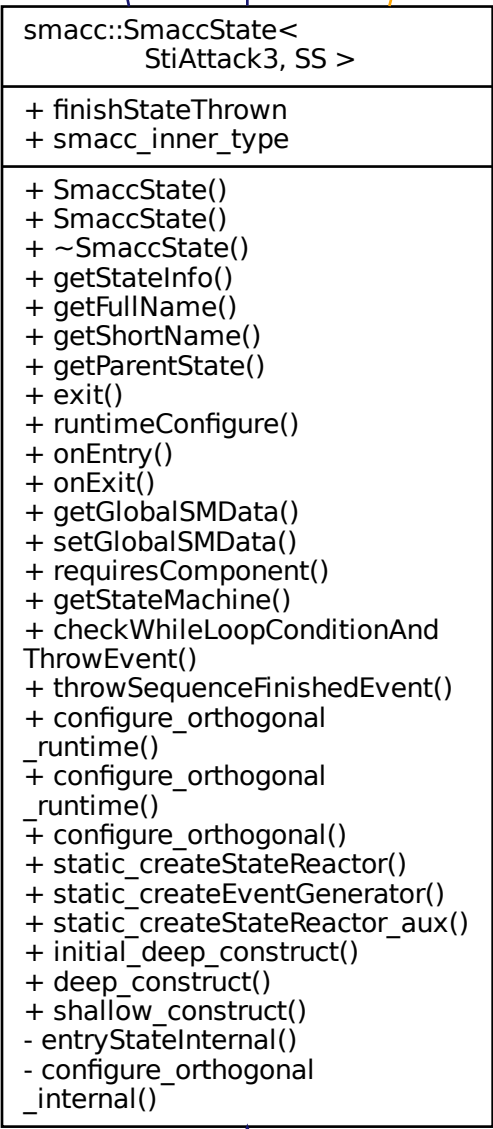 smacc::SmaccState<
StiAttack3, SS >
+ finishStateThrown
+ smacc_inner_type
+ SmaccState()
+ SmaccState()
+ ~SmaccState()
+ getStateInfo()
+ getFullName()
+ getShortName()
+ getParentState()
+ exit()
+ runtimeConfigure()
+ onEntry()
+ onExit()
+ getGlobalSMData()
+ setGlobalSMData()
+ requiresComponent()
+ getStateMachine()
+ checkWhileLoopConditionAnd
ThrowEvent()
+ throwSequenceFinishedEvent()
+ configure_orthogonal
_runtime()
+ configure_orthogonal
_runtime()
+ configure_orthogonal()
+ static_createStateReactor()
+ static_createEventGenerator()
+ static_createStateReactor_aux()
+ initial_deep_construct()
+ deep_construct()
+ shallow_construct()
- entryStateInternal()
- configure_orthogonal
_internal()